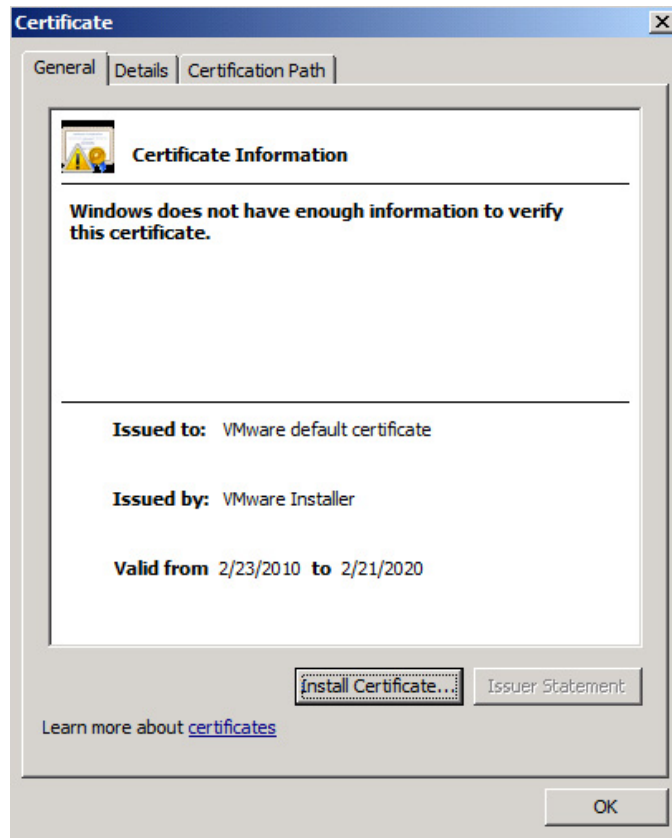 Certificate
General
Details
Certification Path
Certificate Information
Windows does not have enough information to verify
this certificate.
Issued to: VMware default certificate
Issued by: VMware Installer
Valid from 2/23/2010 to 2/21/2020
Install Certificate...
Issuer Statement
Learn more about certificates
OK